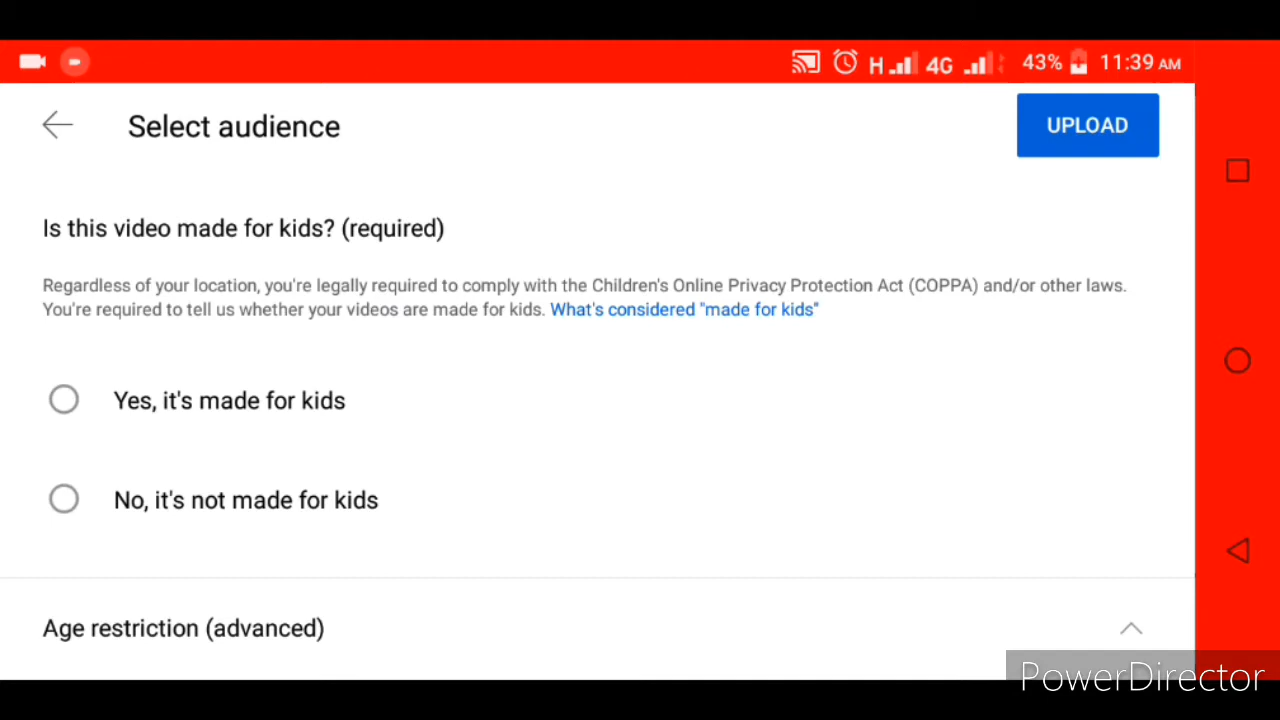 H 4G 43% 11:39 AM
Select audience
UPLOAD
Is this video made for kids? (required)
Regardless of your location, you're legally required to comply with the Children's Online Privacy Protection Act (COPPA) and/or other laws.
You're required to tell us whether your videos are made for kids. What's considered "made for kids"
Yes, it's made for kids
No, it's not made for kids
Age restriction (advanced)
PowerDirector